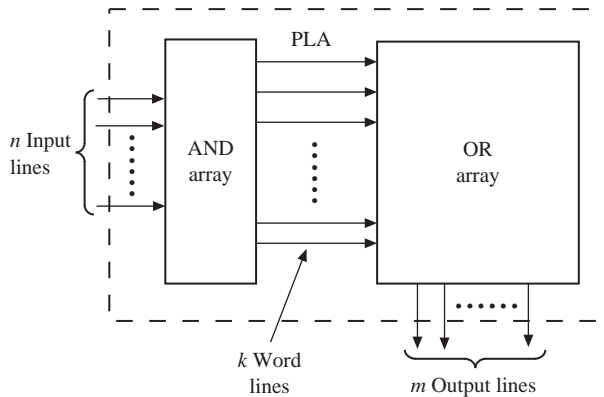 PLA
n Input
lines
AND
array
OR
array
k Word
lines
m Output lines